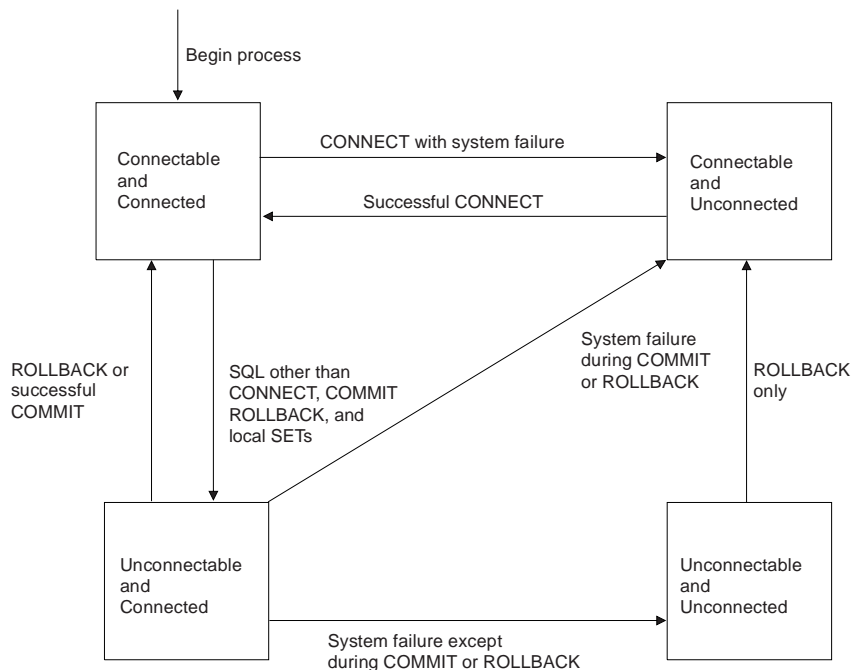 Begin process
Connectable
and
Connected
CONNECT with system failure
Successful CONNECT
Connectable
and
Unconnected
ROLLBACK or
successful
COMMIT
SQL other than
CONNECT, COMMIT
ROLLBACK, and
local SETs
System failure
during COMMIT
or ROLLBACK
ROLLBACK
only
Unconnectable
and
Connected
Unconnectable
and
Unconnected
System failure except
during COMMIT or ROLLBACK